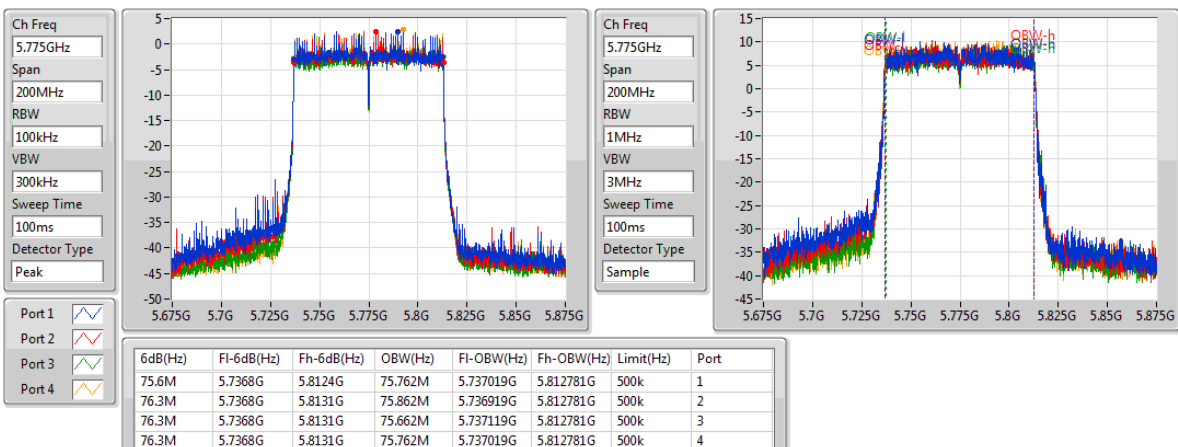 Ch Freq
5.775GHz
Span
200MHz
RBW
100kHz
VBW
300kHz
Sweep Time
100ms
Detector Type
Peak
5
0
-5
-10
-15
-20
-25
-30
-35
-40
-45
-50
5.675G 5.7G 5.725G 5.75G 5.775G 5.8G 5.825G 5.85G 5.875G
Ch Freq
5.775GHz
Span
200MHz
RBW
1MHz
VBW
3MHz
Sweep Time
100ms
Detector Type
Sample
15
10
5
0
-5
-10
-15
-20
-25
-30
-35
-40
-45
OBW-l OBW-h
OBW-h
5.675G 5.7G 5.725G 5.75G 5.775G 5.8G 5.825G 5.85G 5.875G
Port 1
Port 2
Port 3
Port 4
6dB(Hz) Fl-6dB(Hz) Fh-6dB(Hz) OBW(Hz) Fl-OBW(Hz) Fh-OBW(Hz) Limit(Hz) Port
75.6M 5.7368G 5.8124G 75.762M 5.737019G 5.812781G 500k 1
76.3M 5.7368G 5.8131G 75.862M 5.736919G 5.812781G 500k 2
76.3M 5.7368G 5.8131G 75.662M 5.737119G 5.812781G 500k 3
76.3M 5.7368G 5.8131G 75.762M 5.737019G 5.812781G 500k 4